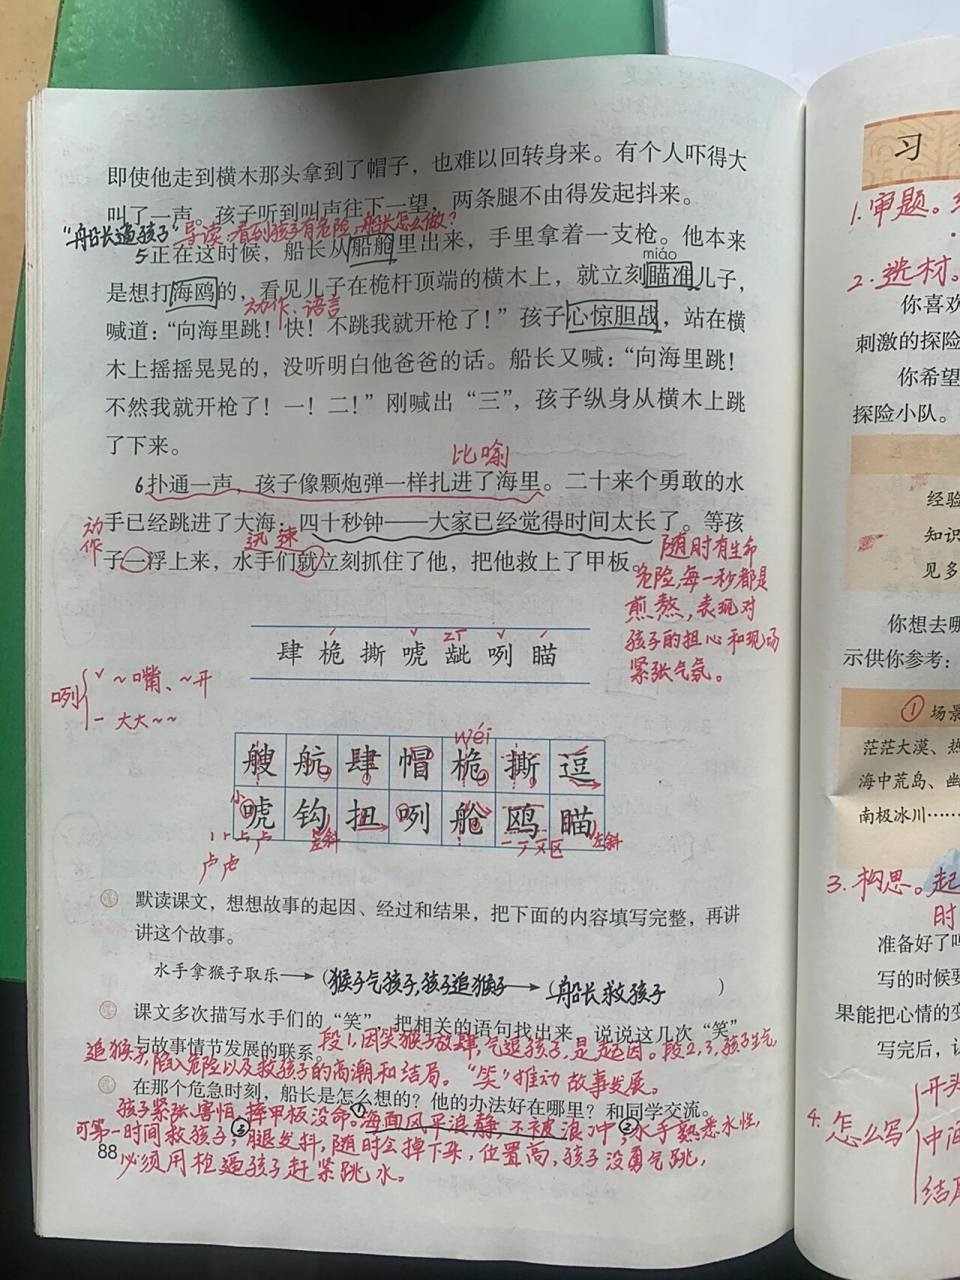 即使他走到横木那头拿到了帽子，也难以回转身来。有个人吓得大
叫了一声。孩子听到叫声往下一望，两条腿不由得发起抖来。
“船长追孩子”导读：看到孩子有危险，船长怎么做？
5正在这时候，船长从船舱里出来，手里拿着一支枪。他本来
miáo
是想打海鸥的，看见儿子在桅杆顶端的横木上，就立刻瞄准儿子，
动作、语言
喊道：“向海里跳！快！不跳我就开枪了！”孩子心惊胆战，站在横
木上摇摇晃晃的，没听明白他爸爸的话。船长又喊：“向海里跳！
不然我就开枪了！一！二！”刚喊出“三”，孩子纵身从横木上跳
了下来。
比喻
6扑通一声，孩子像颗炮弹一样扎进了海里。二十来个勇敢的水
手已经跳进了大海：四十秒钟——大家已经觉得时间太长了。等孩
动作
迅速
子一浮上来，水手们就立刻抓住了他，把他救上了甲板。
随时有生命
危险，每一秒都是
煎熬，表现对
孩子的担心和现场
紧张气氛。
肆 桅 撕 唬 龇 咧 瞄
咧
ˇ ~嘴、~开
- 大大~~
wéi
艘 航 肆 帽 桅 撕 逗
唬 钩 扭 咧 舱 鸥 瞄
左斜
默读课文，想想故事的起因、经过和结果，把下面的内容填写完整，再讲
讲这个故事。
水手拿猴子取乐→（猴子气孩子，孩子追猴子→（船长救孩子 ）
课文多次描写水手们的“笑”，把相关的语句找出来，说说这几次“笑”
与故事情节发展的联系。
段1，因笑猴子放肆，气逗孩子，是起因。段2，3，孩子生气
追猴子，陷入危险以及救孩子的高潮和结局。“笑”推动故事发展。
在那个危急时刻，船长是怎么想的？他的办法好在哪里？和同学交流。
孩子紧张、害怕，摔甲板没命。①海面风平浪静，不被浪冲，②水手熟悉水性，
可第一时间救孩子，③腿发抖，随时会掉下来，位置高，孩子没勇气跳，
必须用枪逼孩子赶紧跳水。
88
习
1.审题。
2.选材。
你喜欢
刺激的探险
你希望
探险小队。
经验
知识
见多
你想去哪
示供你参考：
①场景
茫茫大漠、热
海中荒岛、幽
南极冰川……
3.构思。起
时
准备好了吗
写的时候要
果能把心情的变
写完后，认
4.怎么写
开头
中间
结尾